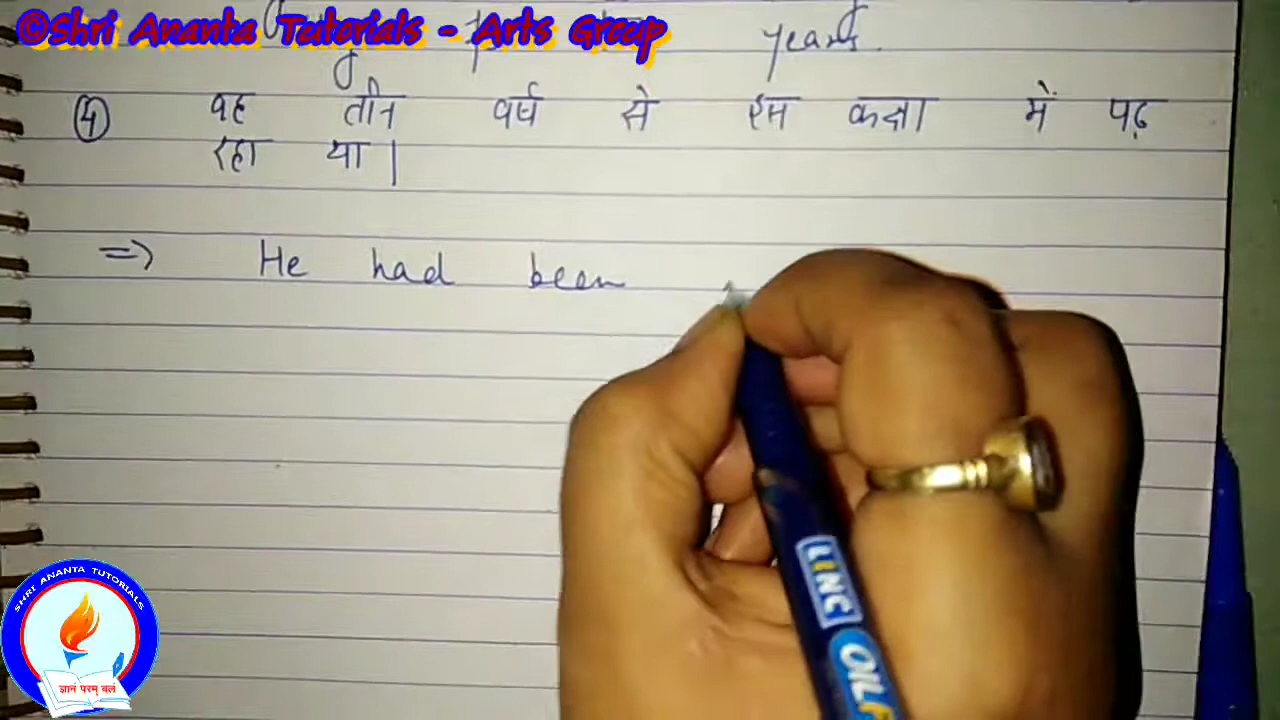 ©Shri Ananta Tutorials - Arts Group
years.
④ वह तीन वर्ष से इस कक्षा में पढ़
रहा था |
=> He had been
LINC
OIL
SHRI ANANTA TUTORIALS
ज्ञानं परमं बलं